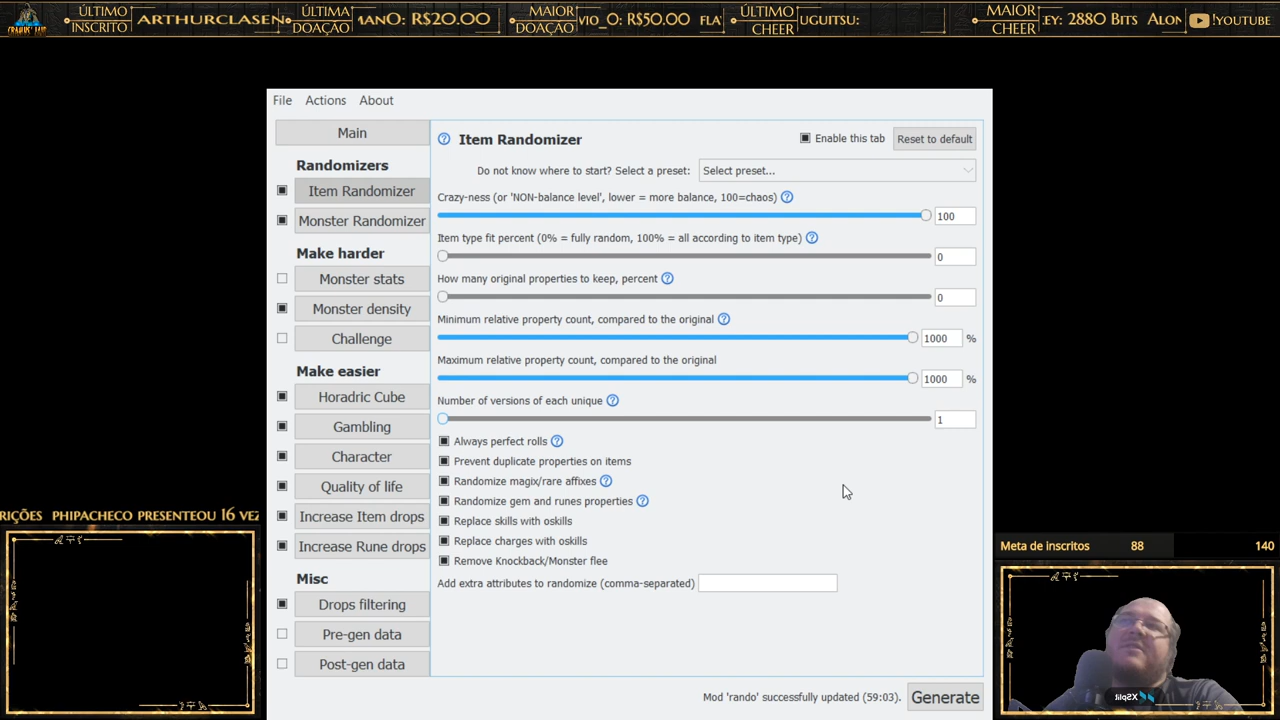 ÚLTIMO
INSCRITO
ARTHURCLASEN
ÚLTIMA
DOAÇÃO
MANO: R$20.00
MAIOR
DOAÇÃO
VIO_O: R$50.00 FLA
ÚLTIMO
CHEER
UGUITSU:
MAIOR
CHEER
EY: 2880 BITS ALON
!YOUTUBE
File Actions About
Main
Randomizers
Item Randomizer
Monster Randomizer
Make harder
Monster stats
Monster density
Challenge
Make easier
Horadric Cube
Gambling
Character
Quality of life
Increase Item drops
Increase Rune drops
Misc
Drops filtering
Pre-gen data
Post-gen data
Item Randomizer
Enable this tab
Reset to default
Do not know where to start? Select a preset: Select preset...
Crazy-ness (or 'NON-balance level', lower = more balance, 100=chaos)
100
Item type fit percent (0% = fully random, 100% = all according to item type)
0
How many original properties to keep, percent
0
Minimum relative property count, compared to the original
1000 %
Maximum relative property count, compared to the original
1000 %
Number of versions of each unique
1
Always perfect rolls
Prevent duplicate properties on items
Randomize magix/rare affixes
Randomize gem and runes properties
Replace skills with oskills
Replace charges with oskills
Remove Knockback/Monster flee
Add extra attributes to randomize (comma-separated)
Mod 'rando' successfully updated (59:03).
Generate
RIÇÕES PHIPACHECO PRESENTEOU 16 VEZ
Meta de inscritos 88 140
XSplit